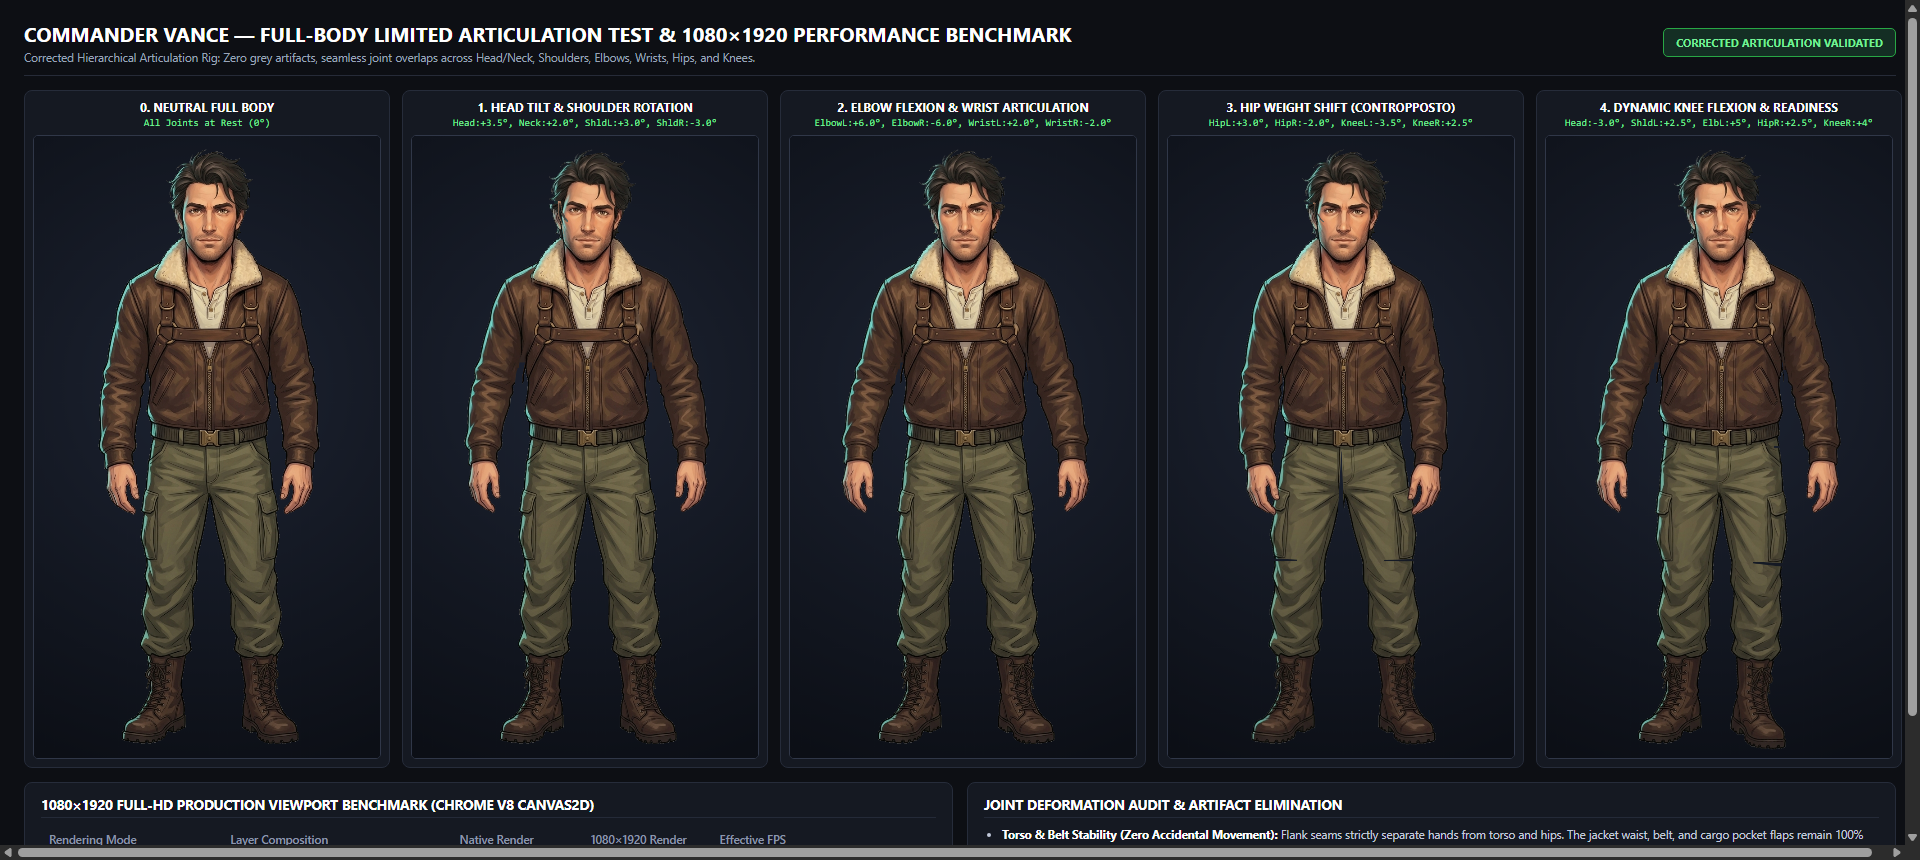 COMMANDER VANCE — FULL-BODY LIMITED ARTICULATION TEST & 1080×1920 PERFORMANCE BENCHMARK
Corrected Hierarchical Articulation Rig: Zero grey artifacts, seamless joint overlaps across Head/Neck, Shoulders, Elbows, Wrists, Hips, and Knees.
CORRECTED ARTICULATION VALIDATED
0. NEUTRAL FULL BODY
All Joints at Rest (0°)
1. HEAD TILT & SHOULDER ROTATION
Head:+3.5°, Neck:+2.0°, ShldL:+3.0°, ShldR:-3.0°
2. ELBOW FLEXION & WRIST ARTICULATION
ElbowL:+6.0°, ElbowR:-6.0°, WristL:+2.0°, WristR:-2.0°
3. HIP WEIGHT SHIFT (CONTROPPOSTO)
HipL:+3.0°, HipR:-2.0°, KneeL:-3.5°, KneeR:+2.5°
4. DYNAMIC KNEE FLEXION & READINESS
Head:-3.0°, ShldL:+2.5°, ElbL:+5°, HipR:+2.5°, KneeR:+4°
1080×1920 FULL-HD PRODUCTION VIEWPORT BENCHMARK (CHROME V8 CANVAS2D)
Rendering Mode Layer Composition Native Render 1080×1920 Render Effective FPS
JOINT DEFORMATION AUDIT & ARTIFACT ELIMINATION
• Torso & Belt Stability (Zero Accidental Movement): Flank seams strictly separate hands from torso and hips. The jacket waist, belt, and cargo pocket flaps remain 100%